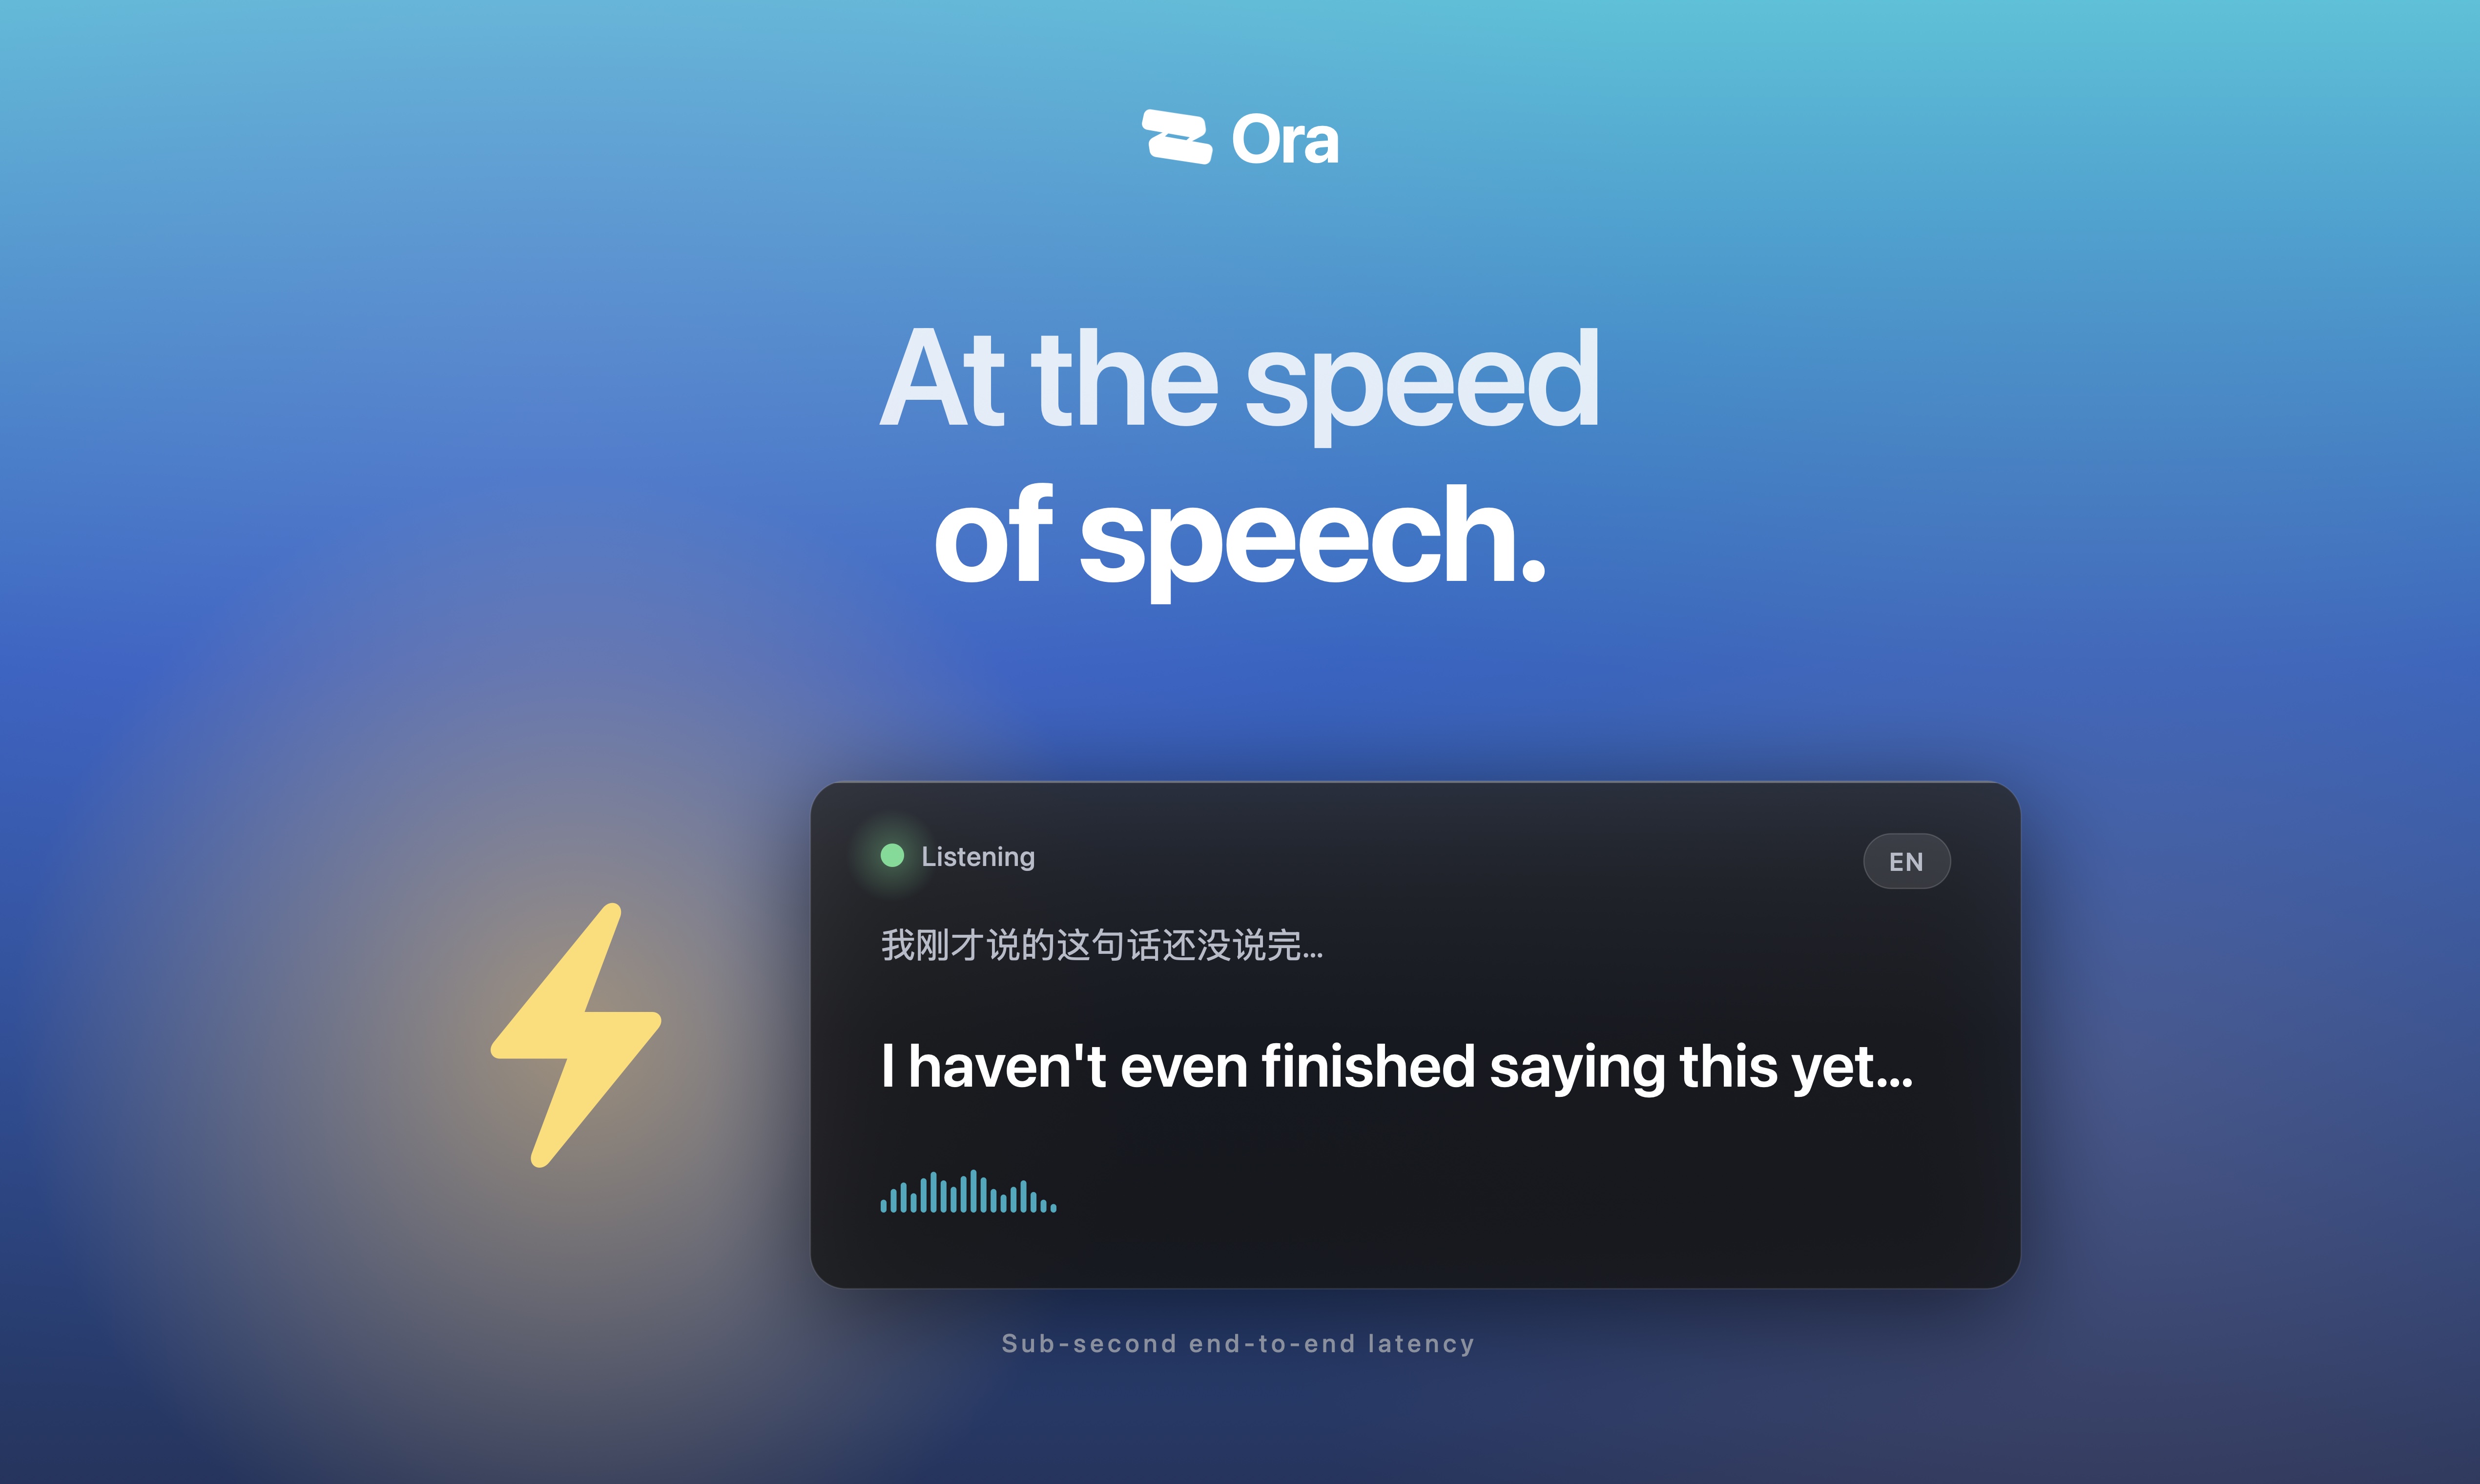 Ora
At the speed
of speech.
Listening
EN
我刚才说的这句话还没说完…
I haven't even finished saying this yet…
Sub-second end-to-end latency